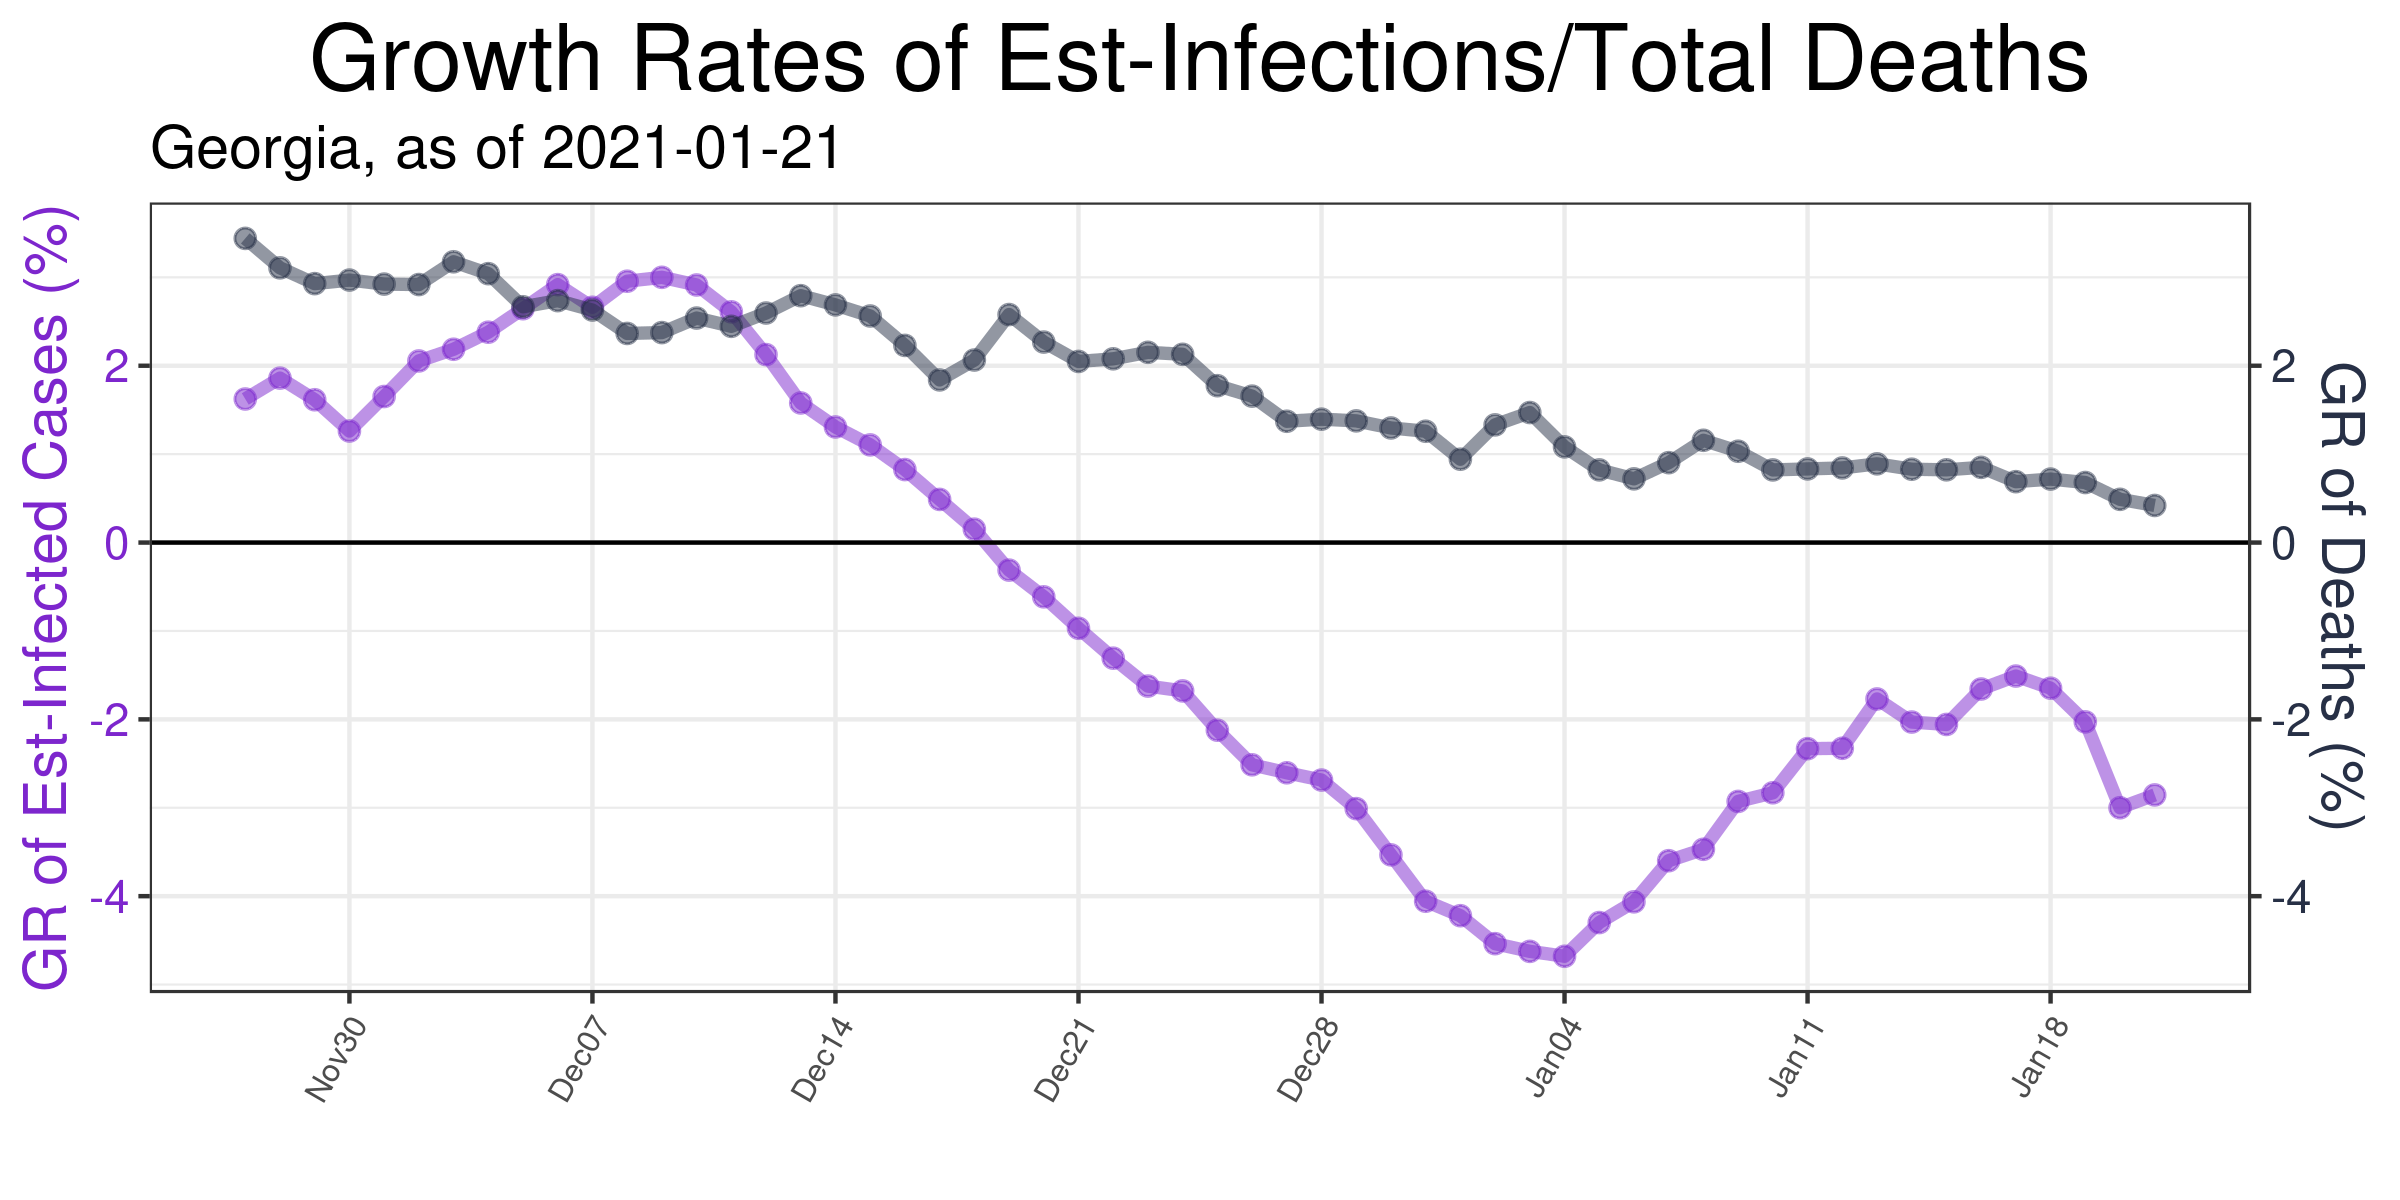 Growth Rates of Est-Infections/Total Deaths
Georgia, as of 2021-01-21
GR of Est-Infected Cases (%)
2
0
-2
-4
2
0
-2
-4
GR of Deaths (%)
Nov30
Dec07
Dec14
Dec21
Dec28
Jan04
Jan11
Jan18